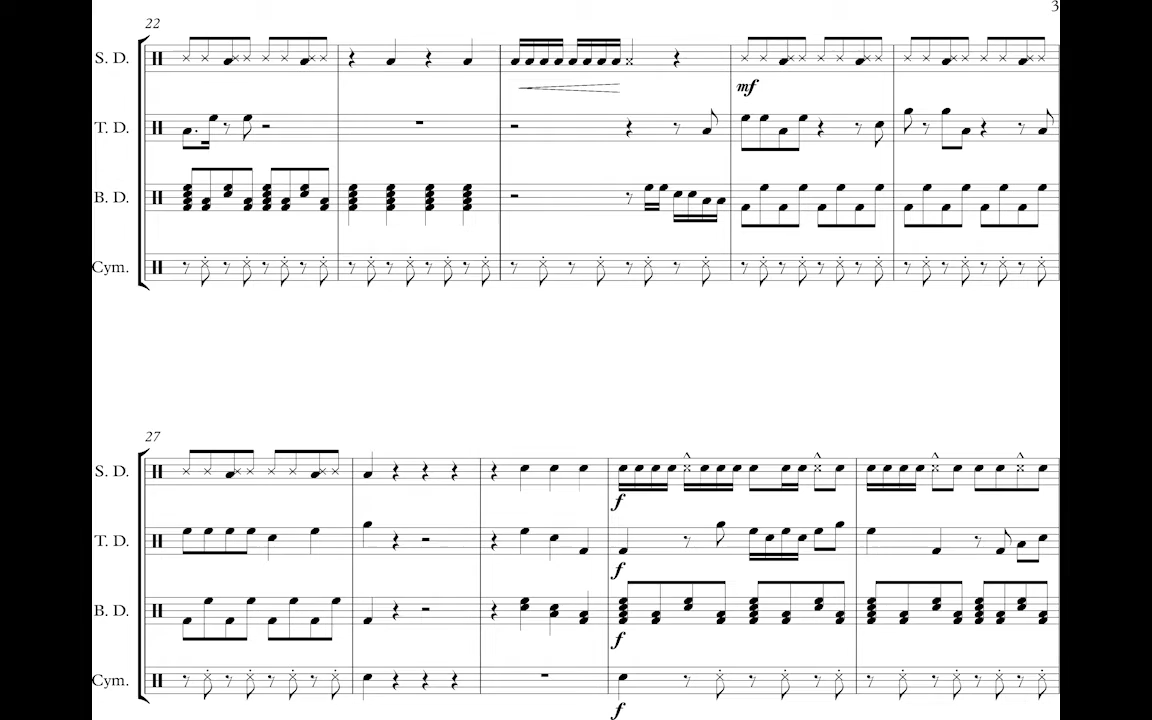 3
22
S. D.
mf
T. D.
B. D.
Cym.
27
S. D.
f
T. D.
f
B. D.
f
Cym.
f